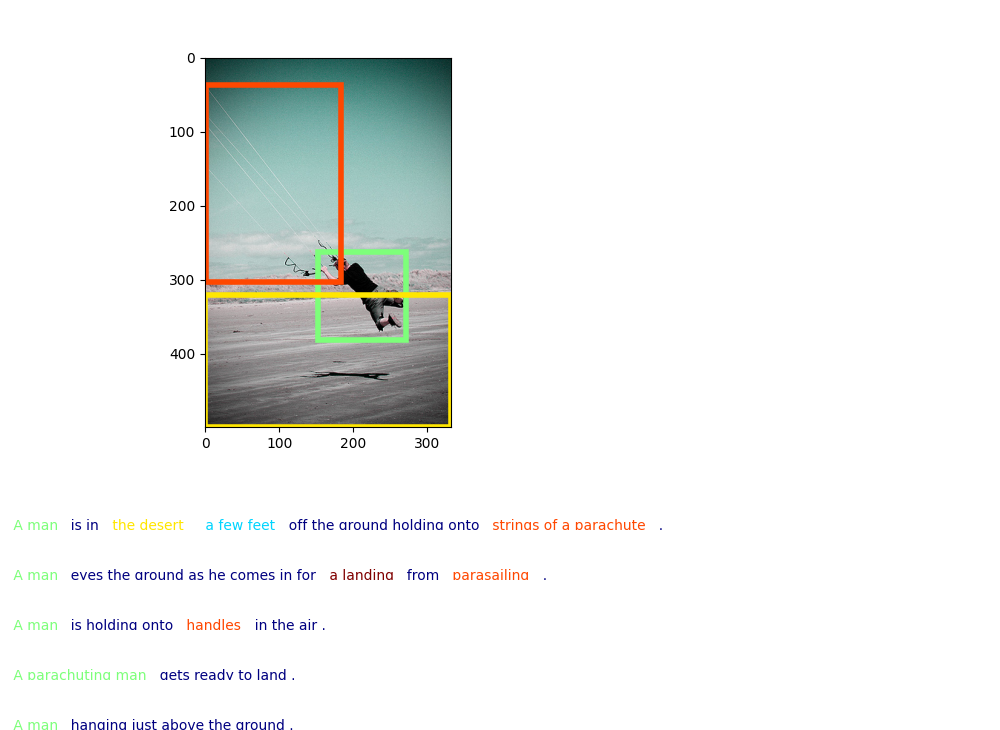 0
100
200
300
400
0 100 200 300
A man is in the desert a few feet off the ground holding onto strings of a parachute .
A man eyes the ground as he comes in for a landing from parasailing .
A man is holding onto handles in the air .
A parachuting man gets ready to land .
A man hanging just above the ground .